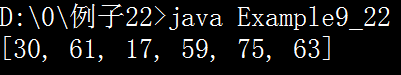 D:\0\例子22>java Example9_22
[30, 61, 17, 59, 75, 63]